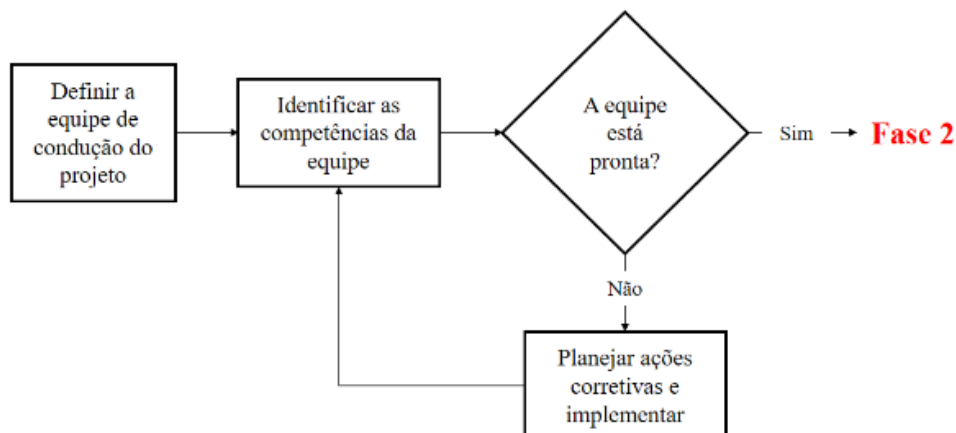 Definir a
equipe de
condução do
projeto
Identificar as
competências da
equipe
A equipe
está
pronta?
Sim
Fase 2
Não
Planejar ações
corretivas e
implementar